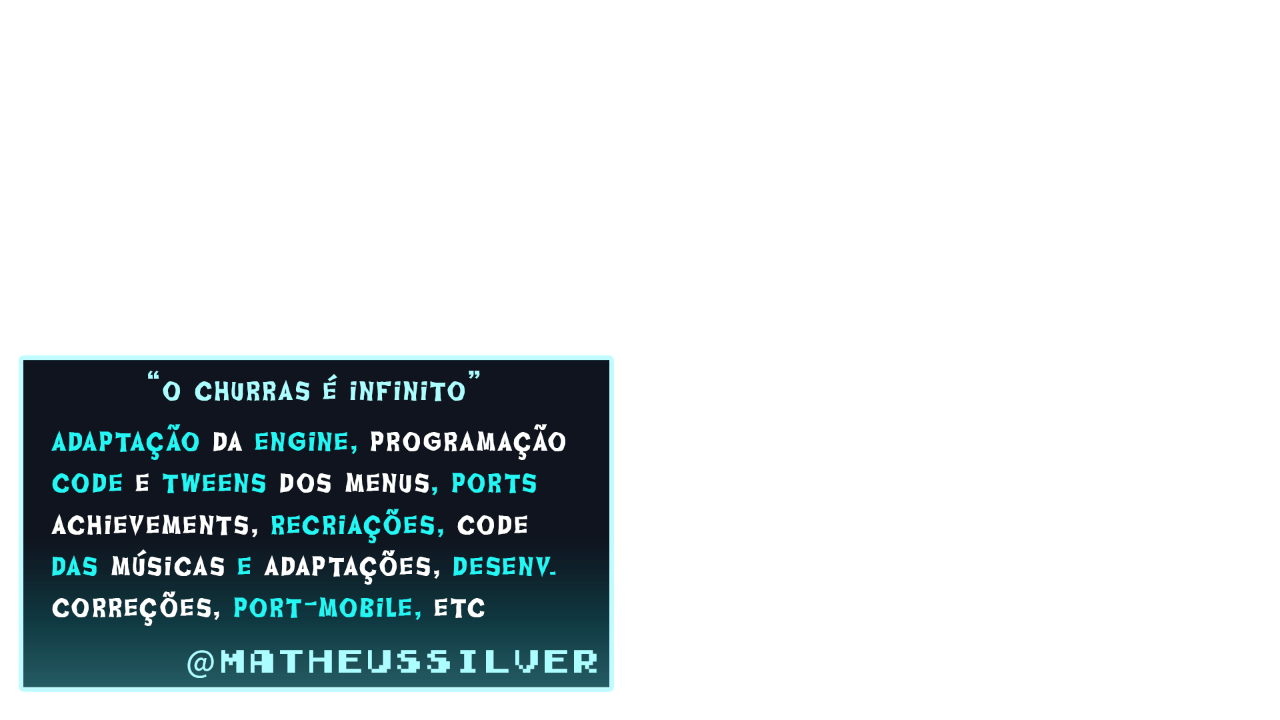 “O CHURRAS É INFINITO”
ADAPTAÇÃO DA ENGINE, PROGRAMAÇÃO
CODE E TWEENS DOS MENUS, PORTS
ACHIEVEMENTS, RECRIAÇÕES, CODE
DAS MÚSICAS E ADAPTAÇÕES, DESENV.
CORREÇÕES, PORT-MOBILE, ETC
@MATHEUSSILVER